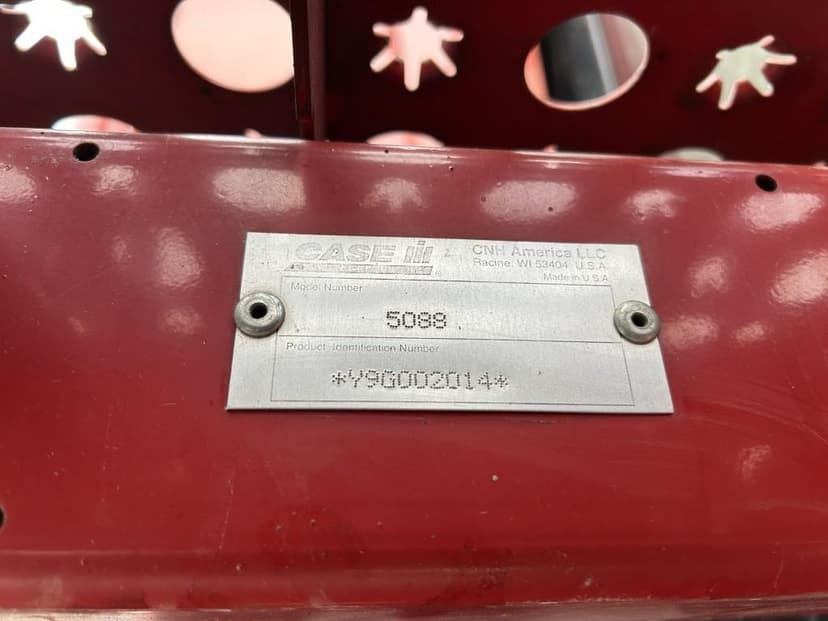 CASE IH
CNH America LLC
Racine, WI 53404 U.S.A.
Made in U.S.A.
Model Number
5088
Product Identification Number
*Y9G002014*